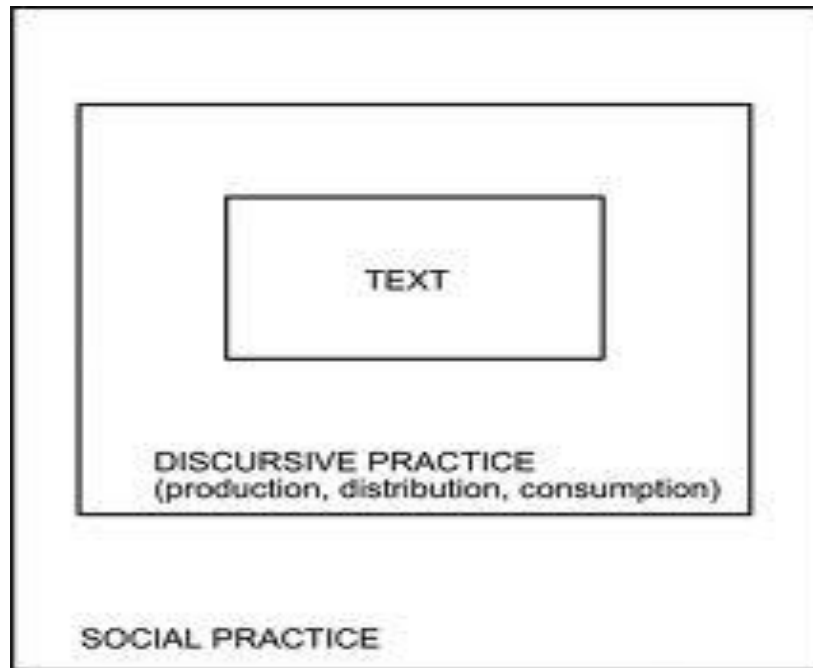 TEXT
DISCURSIVE PRACTICE
(production, distribution, consumption)
SOCIAL PRACTICE